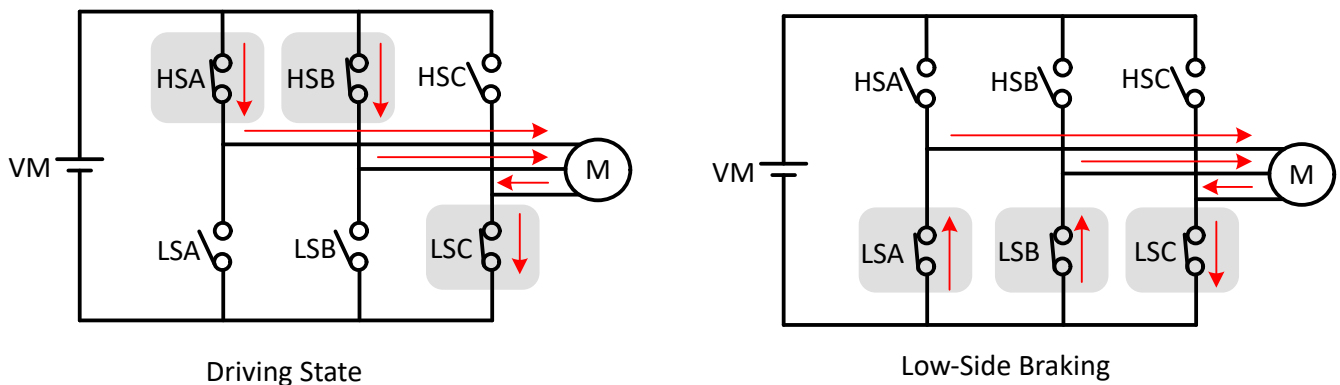 HSA
HSB
HSC
VM
M
LSA
LSB
LSC
Driving State
HSA
HSB
HSC
VM
M
LSA
LSB
LSC
Low-Side Braking